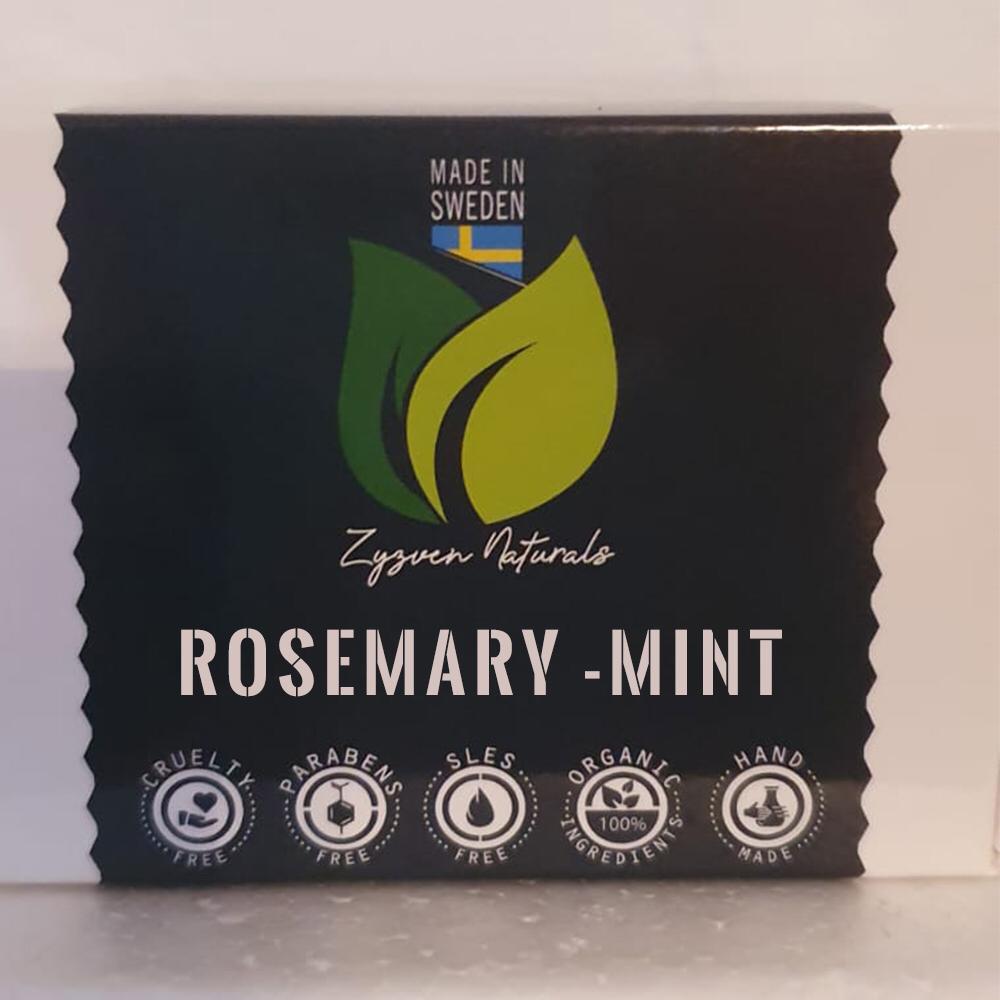 MADE IN
SWEDEN
Zyzven Naturals
ROSEMARY -MINT
CRUELTY FREE
PARABENS FREE
SLES FREE
ORGANIC 100% INGREDIENTS
HAND MADE